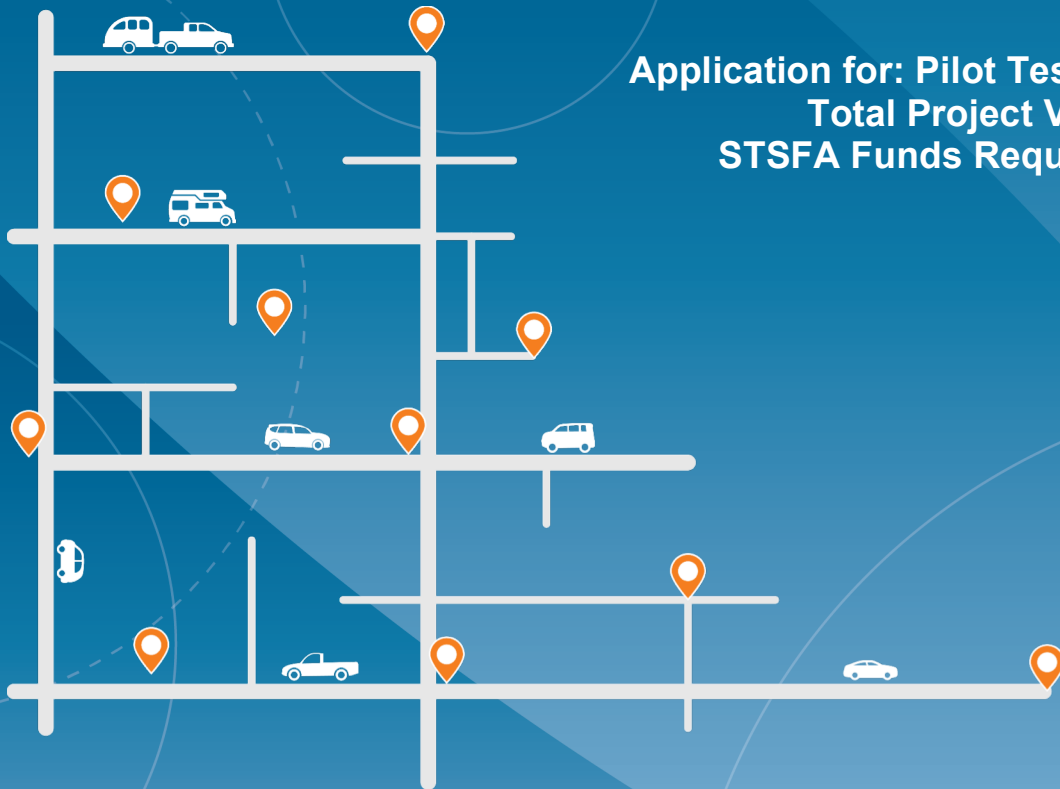 Application for: Pilot Tes
Total Project V
STSFA Funds Requ